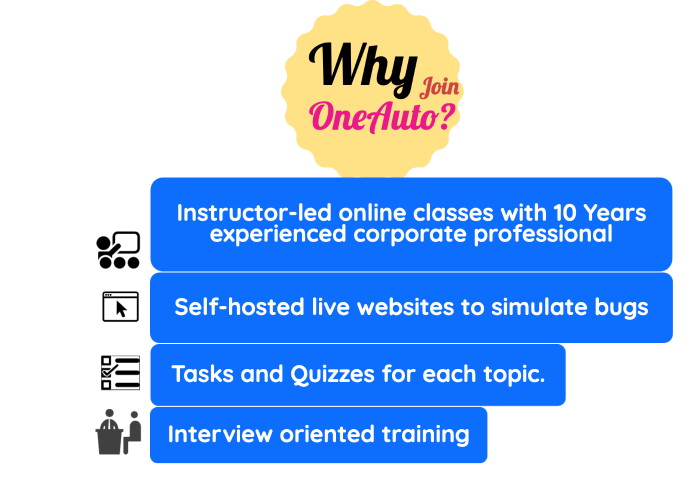 Why Join
OneAuto?
Instructor-led online classes with 10 Years
experienced corporate professional
Self-hosted live websites to simulate bugs
Tasks and Quizzes for each topic.
Interview oriented training